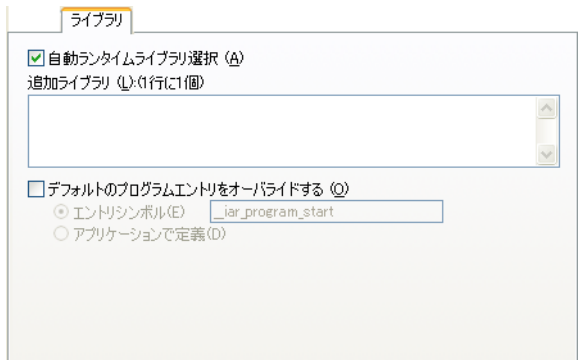 ライブラリ
自動ランタイムライブラリ選択 (A)
追加ライブラリ (L):(1行に1個)
デフォルトのプログラムエントリをオーバライドする (O)
エントリシンボル(E) __iar_program_start
アプリケーションで定義(D)